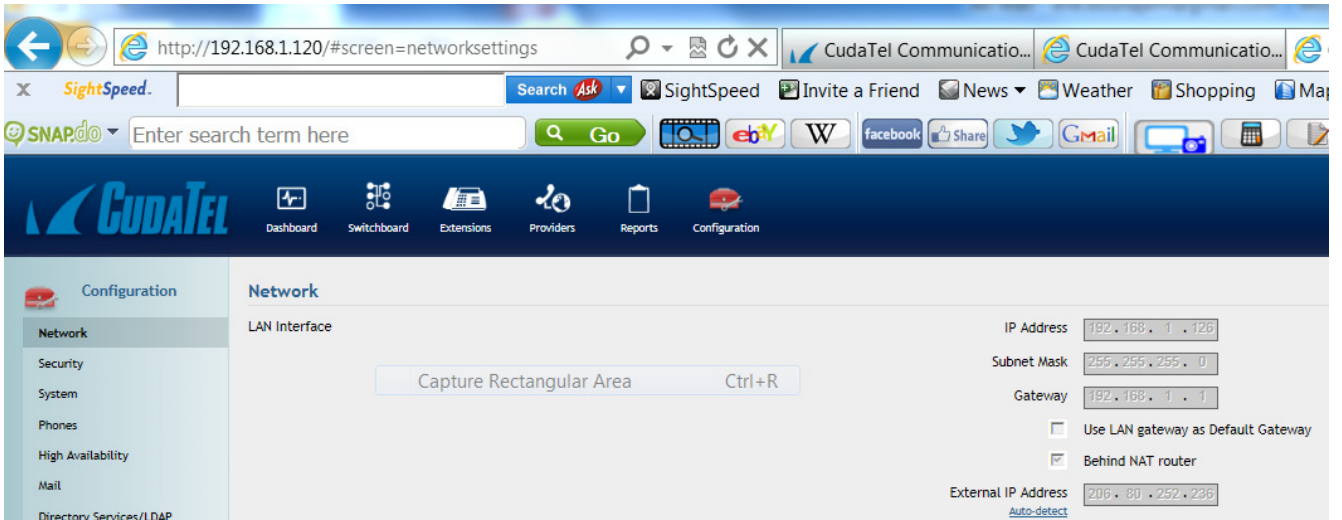 http://192.168.1.120/#screen=networksettings CudaTel Communicatio... CudaTel Communicatio...
x SightSpeed. Search Ask SightSpeed Invite a Friend News Weather Shopping Map
SNAP.do Enter search term here Go ebY W facebook Share GMail
CUDATEL
Dashboard Switchboard Extensions Providers Reports Configuration
Configuration
Network
Security
System
Phones
High Availability
Mail
Directory Services/LDAP
Network
LAN Interface
Capture Rectangular Area Ctrl+R
IP Address 192.168. 1 .126
Subnet Mask 255.255.255. 0
Gateway 192.168. 1 . 1
Use LAN gateway as Default Gateway
Behind NAT router
External IP Address 206. 80 .252.236
Auto-detect